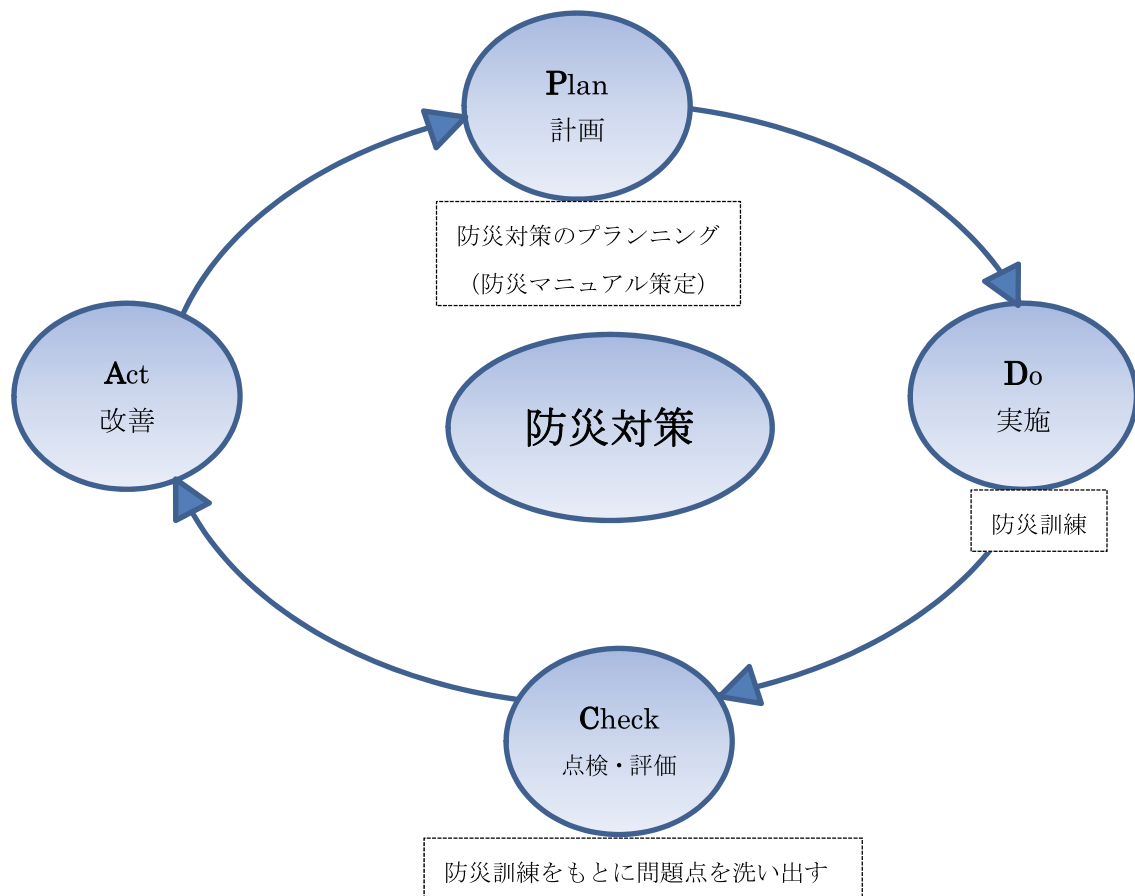 Plan
計画
防災対策のプランニング
(防災マニュアル策定)
Act
改善
防災対策
Do
実施
防災訓練
Check
点検・評価
防災訓練をもとに問題点を洗い出す